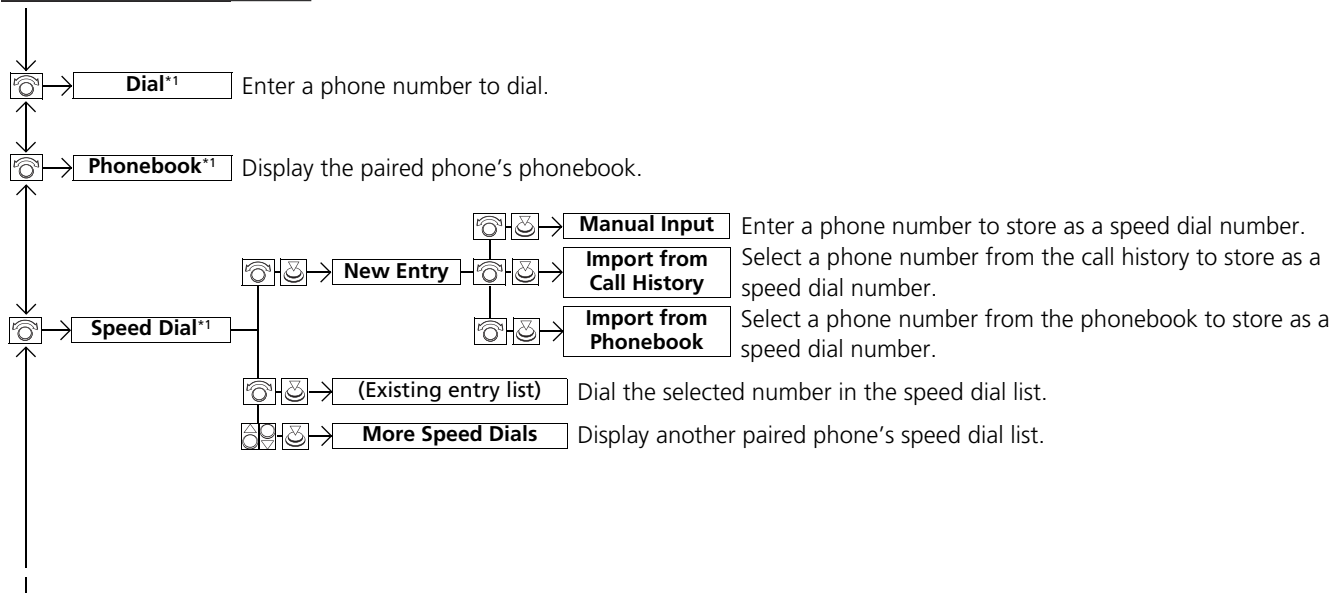 Dial*1 Enter a phone number to dial.
Phonebook*1 Display the paired phone's phonebook.
Manual Input Enter a phone number to store as a speed dial number.
New Entry Import from Call History Select a phone number from the call history to store as a
speed dial number.
Speed Dial*1 Import from Phonebook Select a phone number from the phonebook to store as a
speed dial number.
(Existing entry list) Dial the selected number in the speed dial list.
More Speed Dials Display another paired phone's speed dial list.